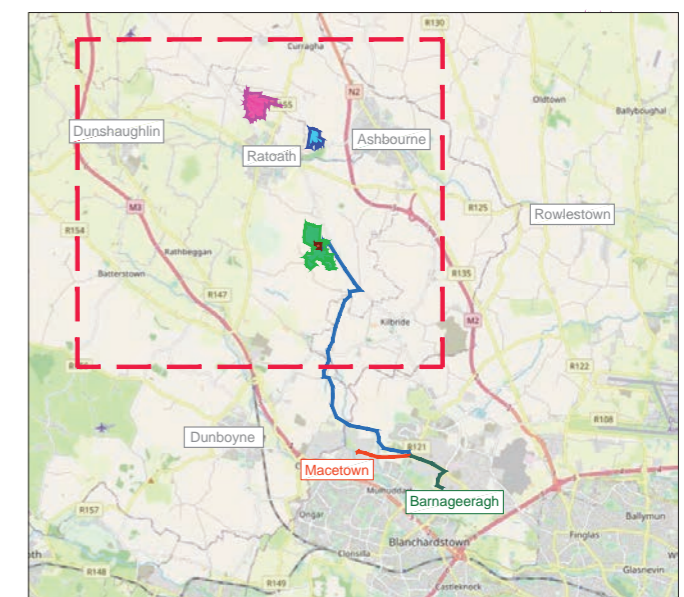 R130
Curragha
N2
Oldtown
Ballyboughal
R155
Dunshaughlin
Ashbourne
Ratoath
R125
Rowlestown
M3
R154
Rathbeggan
R135
Batterstown
R147
Kilbride
M2
R122
R108
Dunboyne
R121
Macetown
Barnageeragh
R157
Ongar
Ballymun
Finglas
Blanchardstown
Clonsilla
Glasnevin
R148
R149
Castleknock